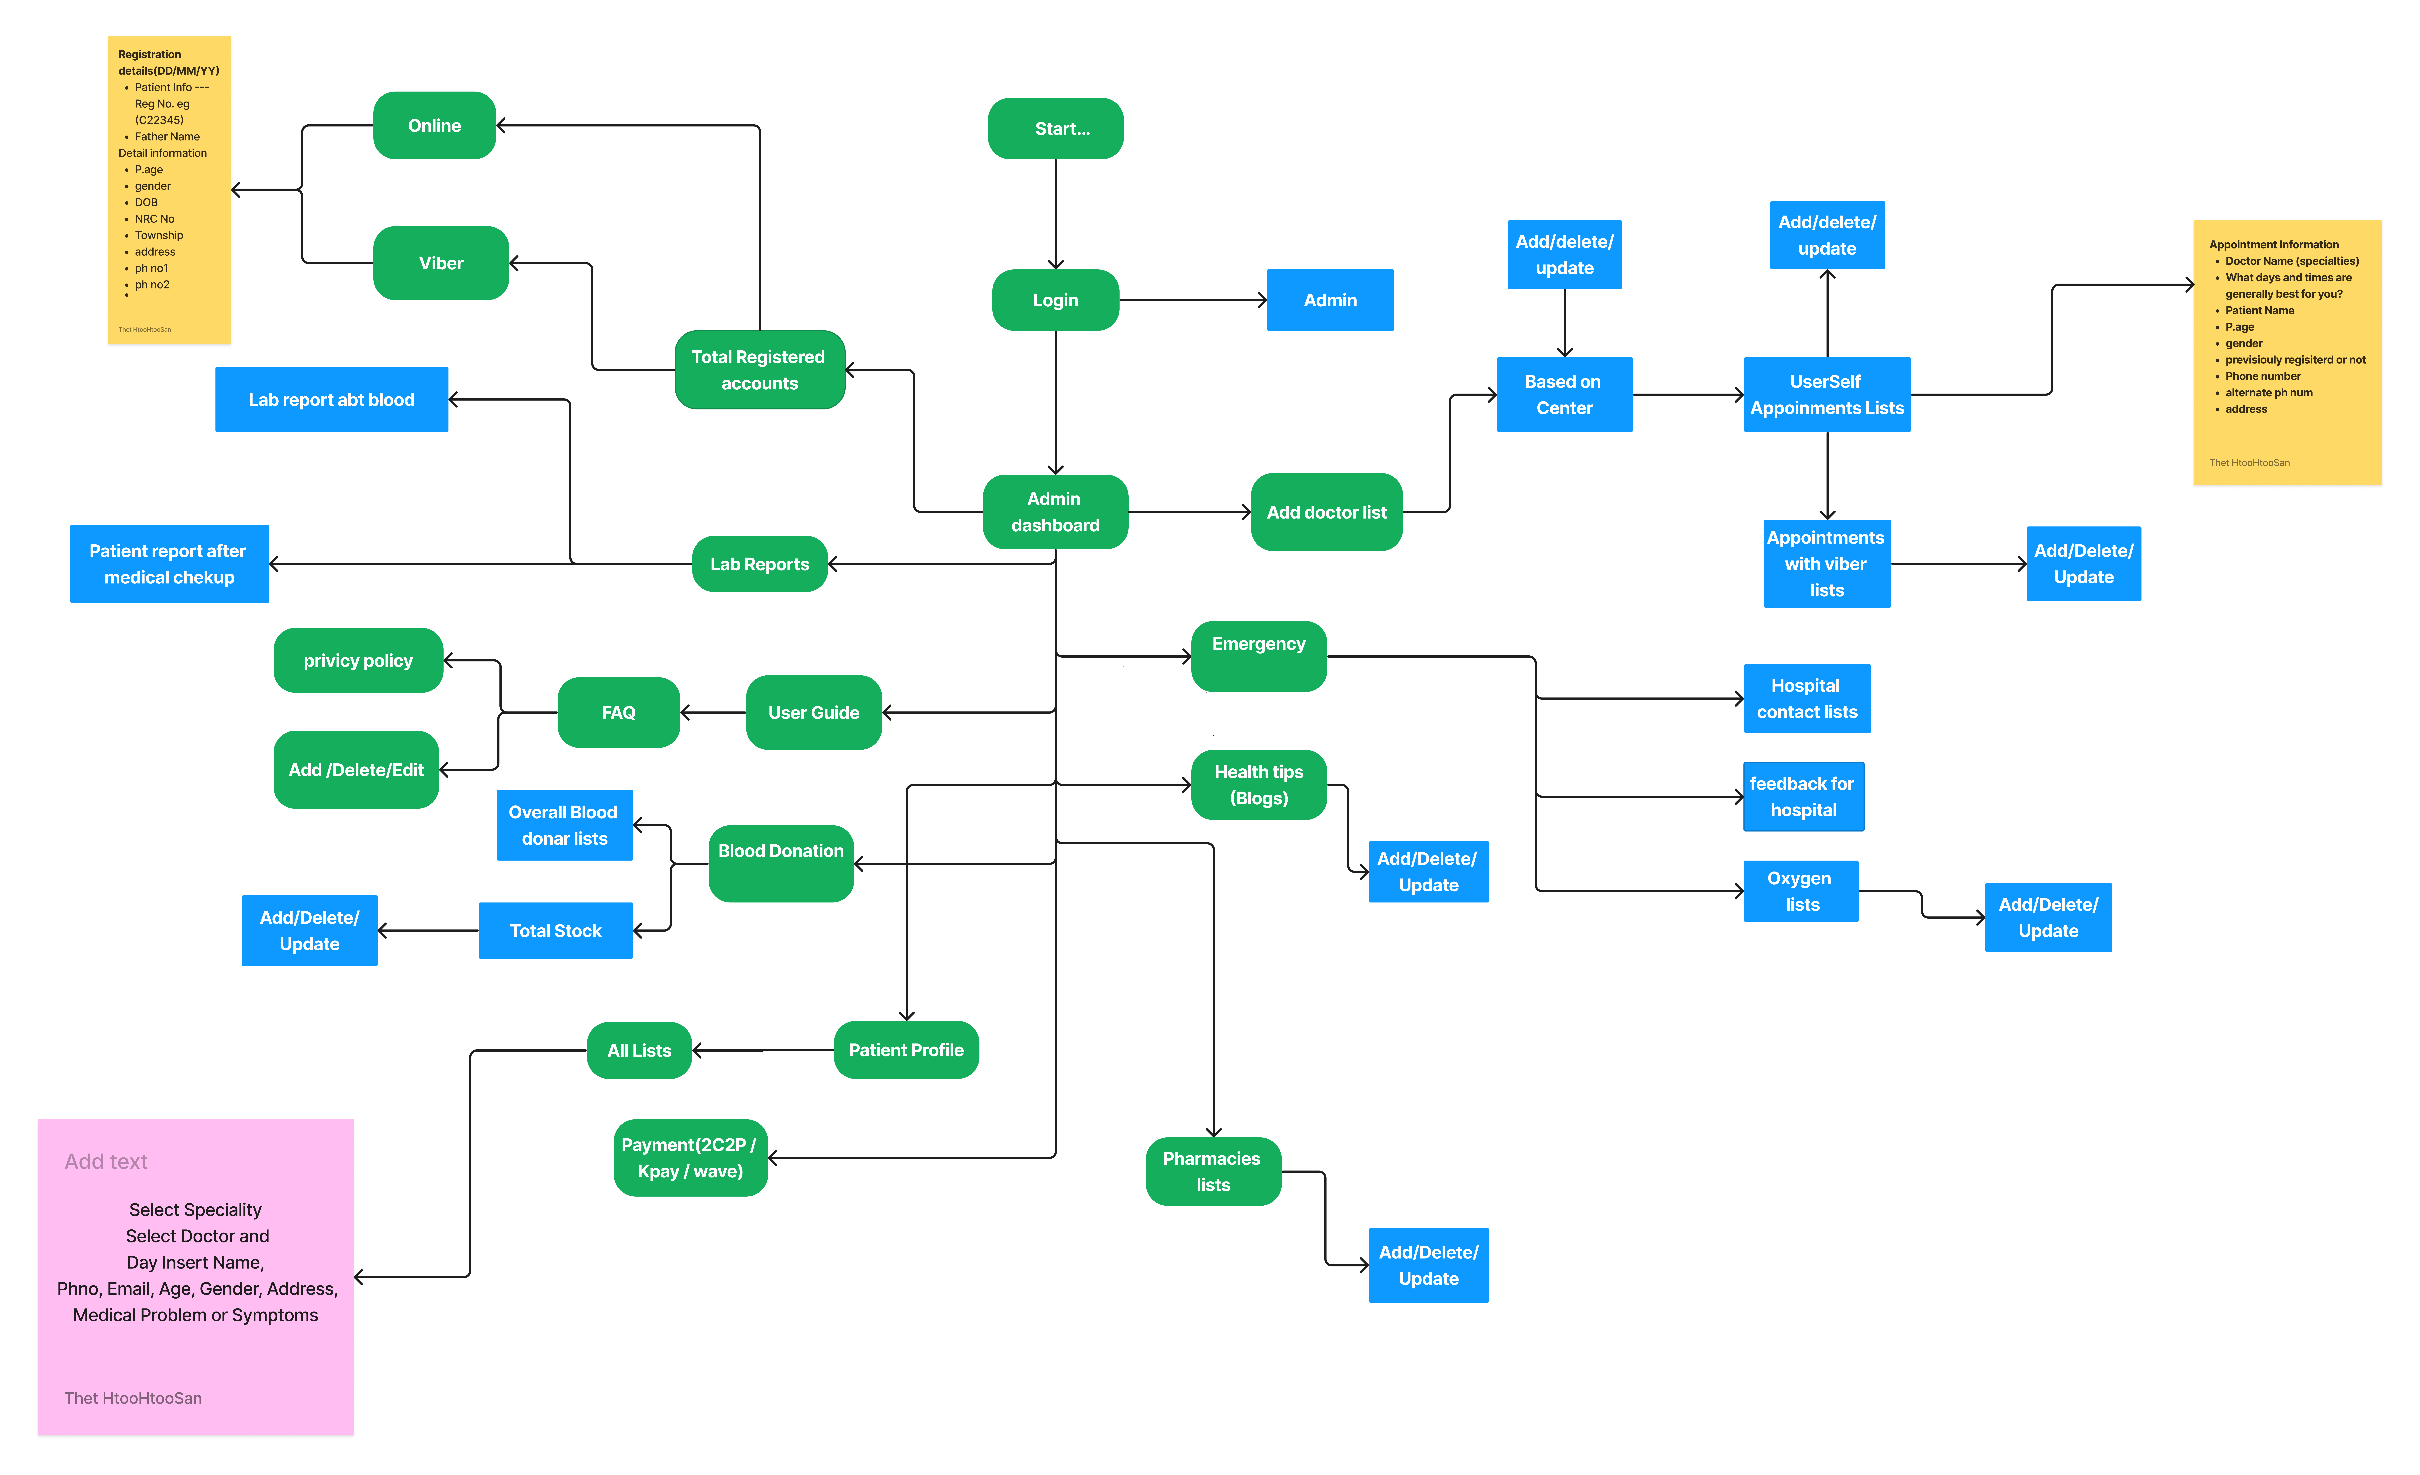 Registration
details(DD/MM/YY)
• Patient Info ---
Reg No. eg
(C22345)
• Father Name
Detail information
• P.age
• gender
• DOB
• NRC No
• Township
• address
• ph no1
• ph no2
•
Thet HtooHtooSan
Online
Viber
Total Registered
accounts
Start...
Login
Admin
Admin
dashboard
Add doctor list
Add/delete/
update
Based on
Center
Add/delete/
update
UserSelf
Appoinments Lists
Appointments
with viber
lists
Add/Delete/
Update
Appointment Information
• Doctor Name (specialties)
• What days and times are
generally best for you?
• Patient Name
• P.age
• gender
• previsiouly regisiterd or not
• Phone number
• alternate ph num
• address
Thet HtooHtooSan
Lab report abt blood
Patient report after
medical chekup
Lab Reports
privicy policy
FAQ
User Guide
Add /Delete/Edit
Emergency
Hospital
contact lists
feedback for
hospital
Oxygen
lists
Add/Delete/
Update
Health tips
(Blogs)
Add/Delete/
Update
Overall Blood
donar lists
Blood Donation
Add/Delete/
Update
Total Stock
All Lists
Patient Profile
Payment(2C2P /
Kpay / wave)
Pharmacies
lists
Add/Delete/
Update
Add text
Select Speciality
Select Doctor and
Day Insert Name,
Phno, Email, Age, Gender, Address,
Medical Problem or Symptoms
Thet HtooHtooSan